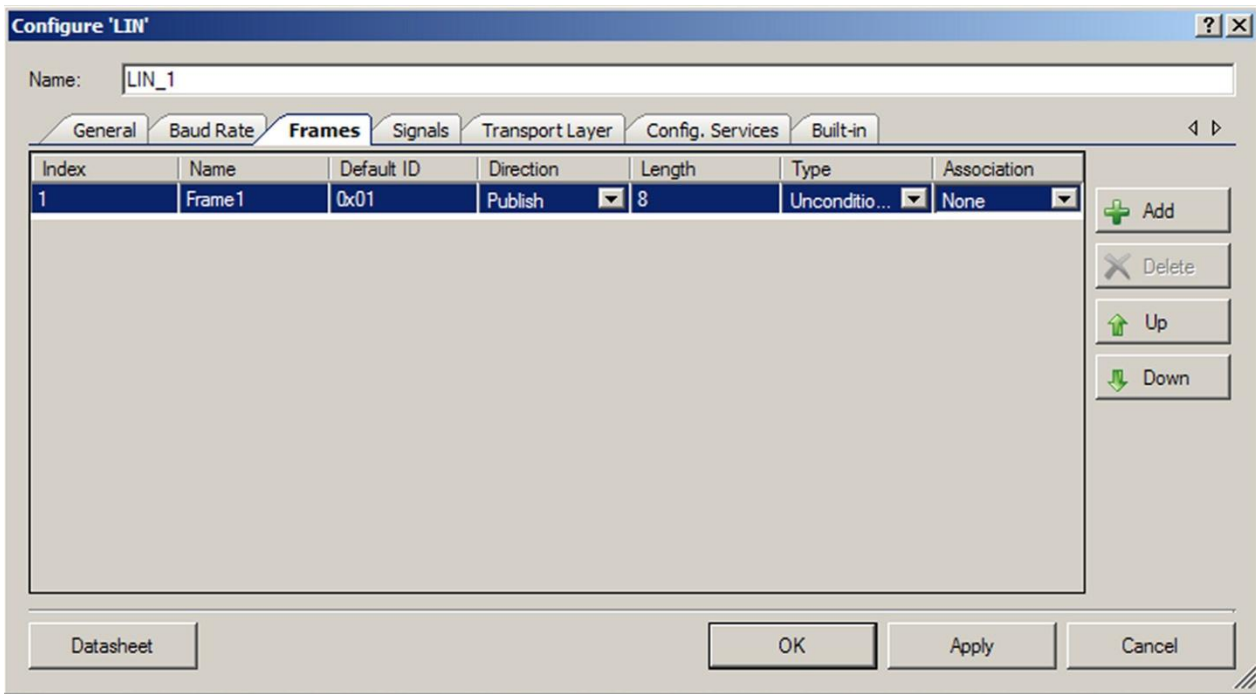 Configure 'LIN'
Name: LIN_1
General Baud Rate Frames Signals Transport Layer Config. Services Built-in
Index Name Default ID Direction Length Type Association
1 Frame1 0x01 Publish 8 Unconditio... None
Add
Delete
Up
Down
Datasheet OK Apply Cancel